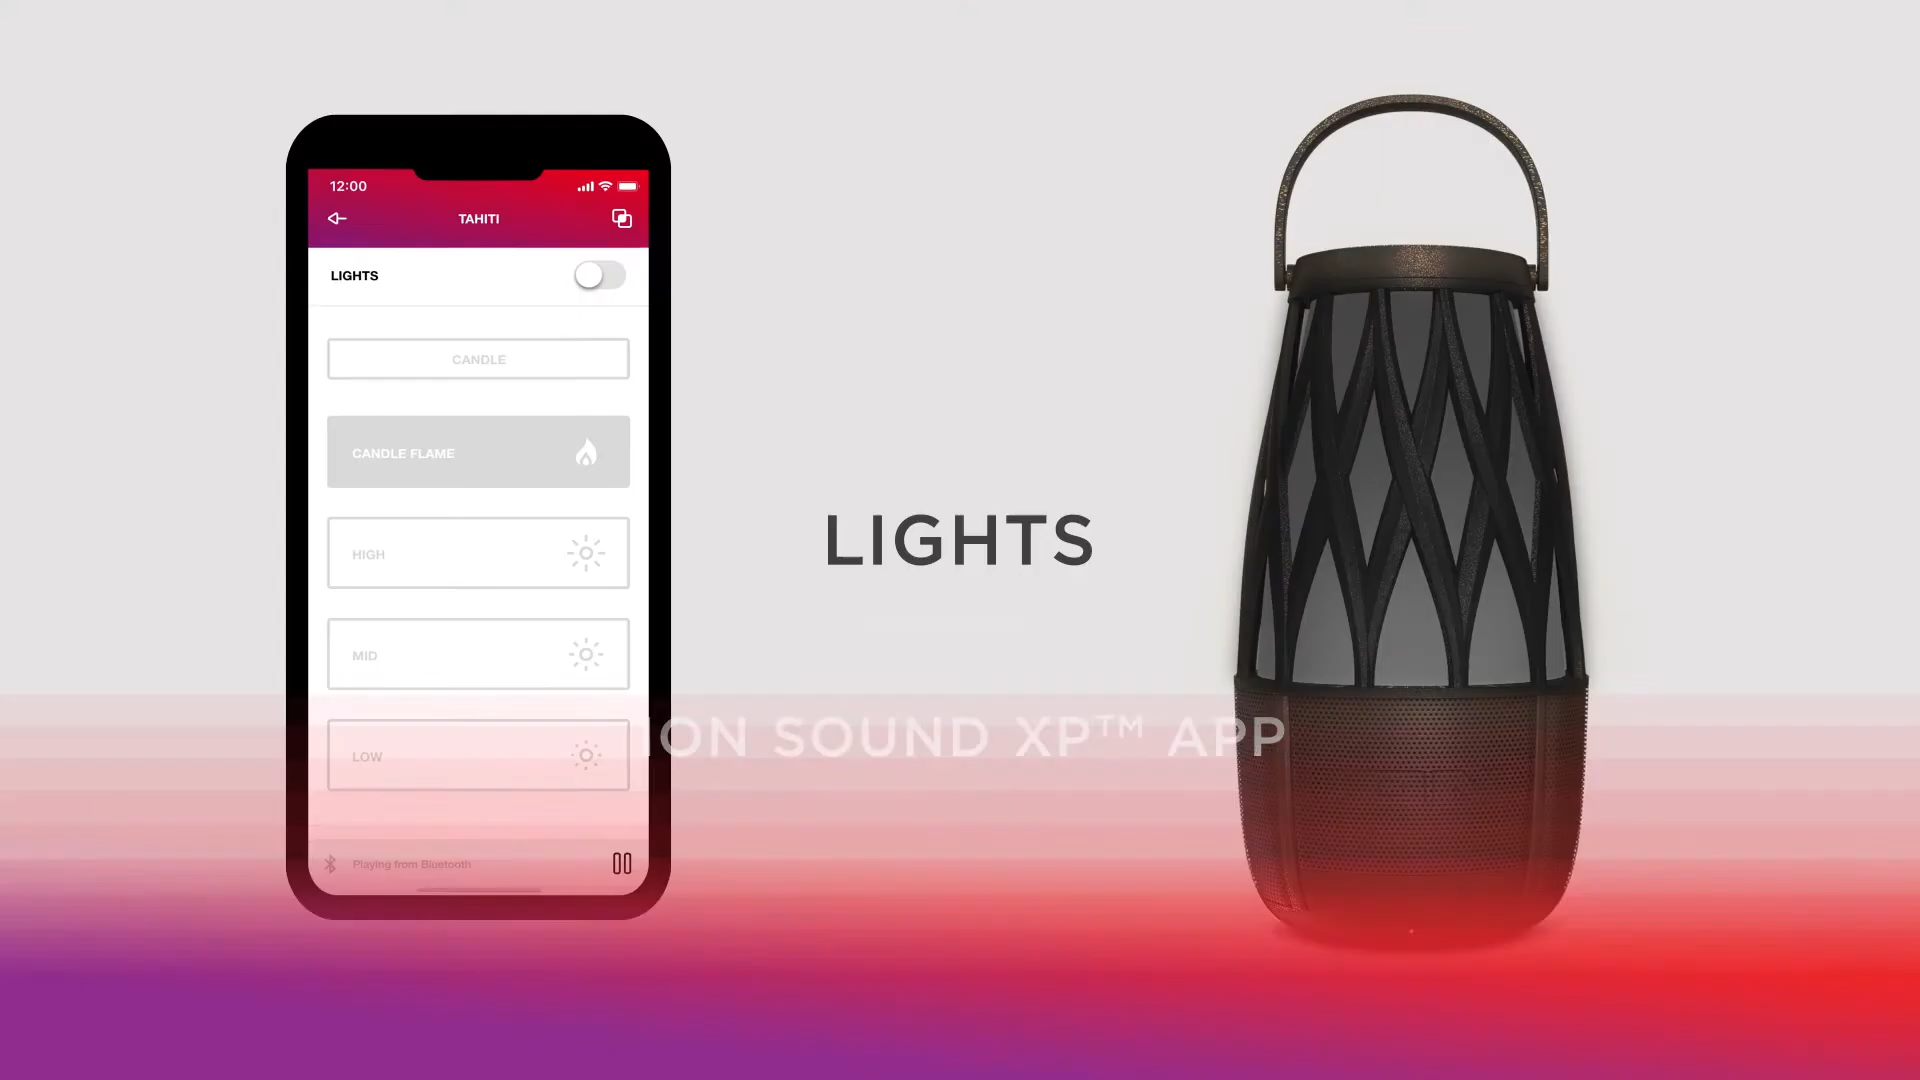 12:00
TAHITI
LIGHTS
CANDLE
CANDLE FLAME
HIGH
MID
LOW
Playing from Bluetooth
LIGHTS
ION SOUND XP™ APP